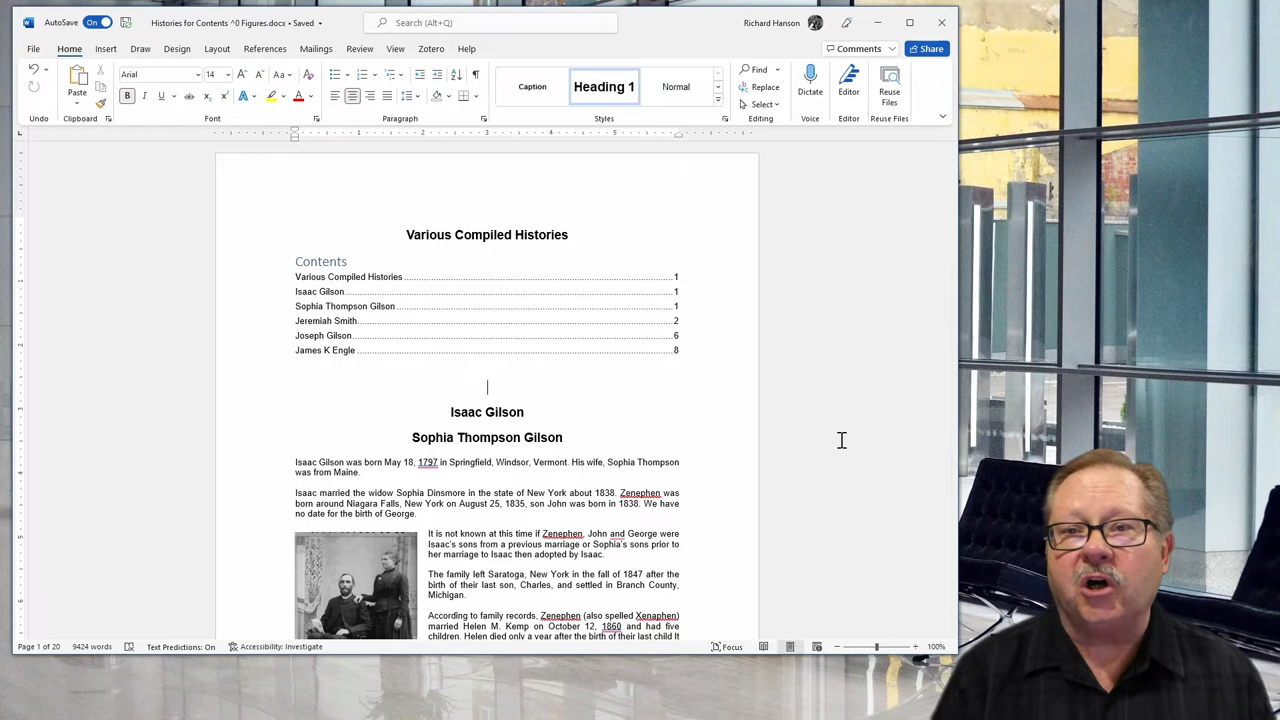 AutoSave On Histories for Contents ^0 Figures.docx • Saved Search (Alt+Q) Richard Hanson
File Home Insert Draw Design Layout References Mailings Review View Zotero Help Comments Share
Paste
Arial 14
Caption
Heading 1
Normal
Find
Replace
Select
Dictate
Editor
Reuse
Files
Undo Clipboard Font Paragraph Styles Editing Voice Editor Reuse Files
Various Compiled Histories
Contents
Various Compiled Histories 1
Isaac Gilson 1
Sophia Thompson Gilson 1
Jeremiah Smith 2
Joseph Gilson 6
James K Engle 8
Isaac Gilson
Sophia Thompson Gilson
Isaac Gilson was born May 18, 1797 in Springfield, Windsor, Vermont. His wife, Sophia Thompson
was from Maine.
Isaac married the widow Sophia Dinsmore in the state of New York about 1838. Zenephen was
born around Niagara Falls, New York on August 25, 1835, son John was born in 1838. We have
no date for the birth of George.
It is not known at this time if Zenephen, John and George were
Isaac's sons from a previous marriage or Sophia's sons prior to
her marriage to Isaac then adopted by Isaac.
The family left Saratoga, New York in the fall of 1847 after the
birth of their last son, Charles, and settled in Branch County,
Michigan.
According to family records, Zenephen (also spelled Xenaphen)
married Helen M. Kemp on October 12, 1860 and had five
children. Helen died only a year after the birth of their last child It
Page 1 of 20 9424 words Text Predictions: On Accessibility: Investigate Focus 100%